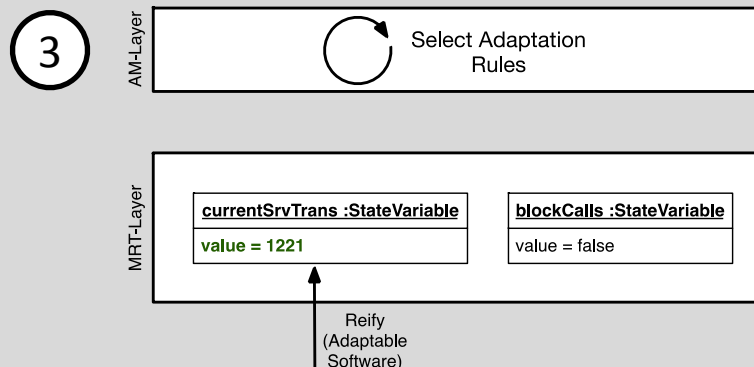 3
AM-Layer
Select Adaptation
Rules
MRT-Layer
currentSrvTrans :StateVariable
value = 1221
blockCalls :StateVariable
value = false
Reify
(Adaptable
Software)